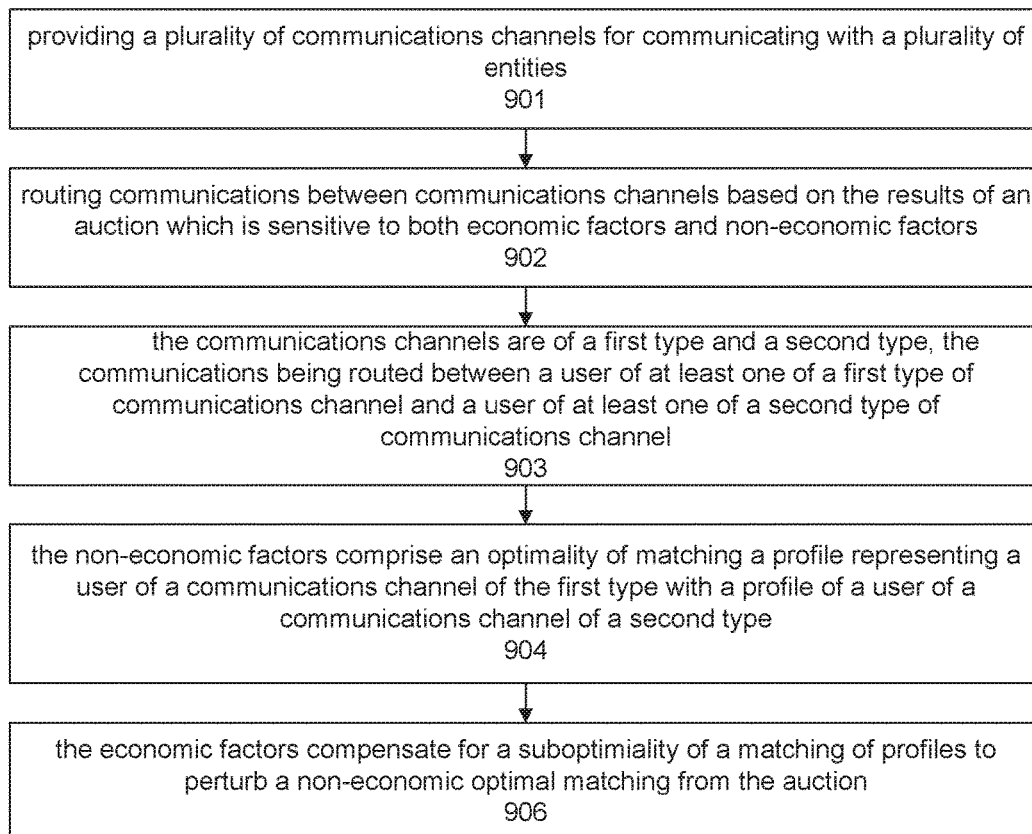 providing a plurality of communications channels for communicating with a plurality of
entities
901
routing communications between communications channels based on the results of an
auction which is sensitive to both economic factors and non-economic factors
902
the communications channels are of a first type and a second type, the
communications being routed between a user of at least one of a first type of
communications channel and a user of at least one of a second type of
communications channel
903
the non-economic factors comprise an optimality of matching a profile representing a
user of a communications channel of the first type with a profile of a user of a
communications channel of a second type
904
the economic factors compensate for a suboptimiality of a matching of profiles to
perturb a non-economic optimal matching from the auction
906